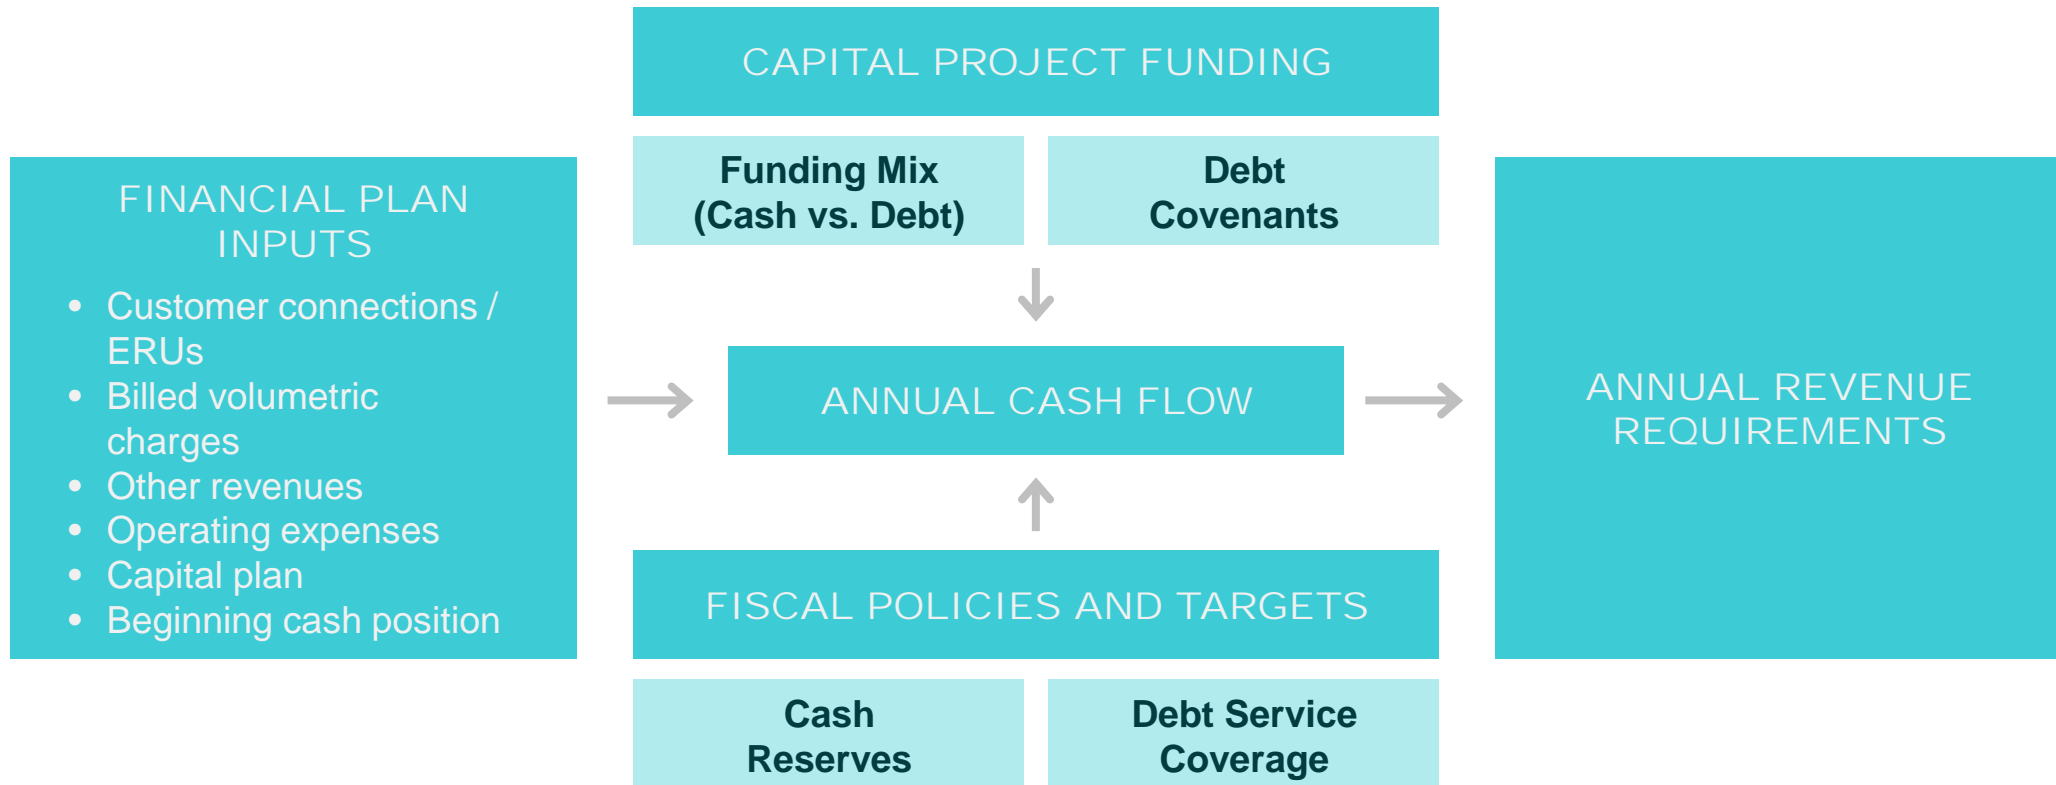 CAPITAL PROJECT FUNDING
Funding Mix
(Cash vs. Debt)
Debt
Covenants
FINANCIAL PLAN
INPUTS
• Customer connections /
ERUs
• Billed volumetric
charges
• Other revenues
• Operating expenses
• Capital plan
• Beginning cash position
ANNUAL CASH FLOW
ANNUAL REVENUE
REQUIREMENTS
FISCAL POLICIES AND TARGETS
Cash
Reserves
Debt Service
Coverage